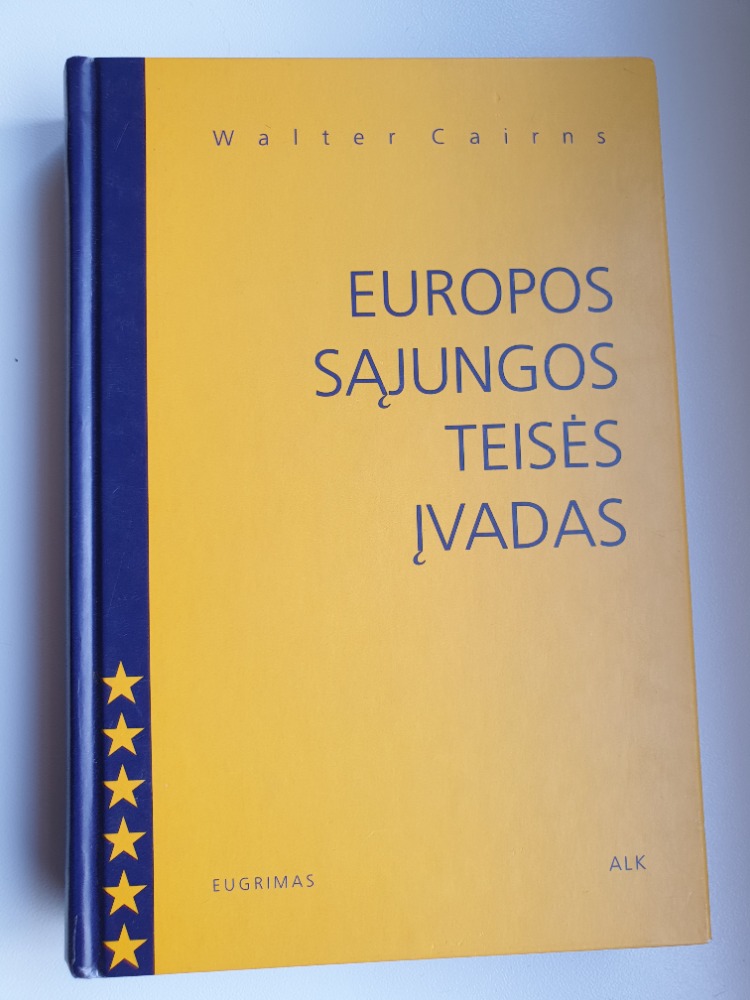 Walter Cairns
EUROPOS
SĄJUNGOS
TEISĖS
ĮVADAS
EUGRIMAS
ALK